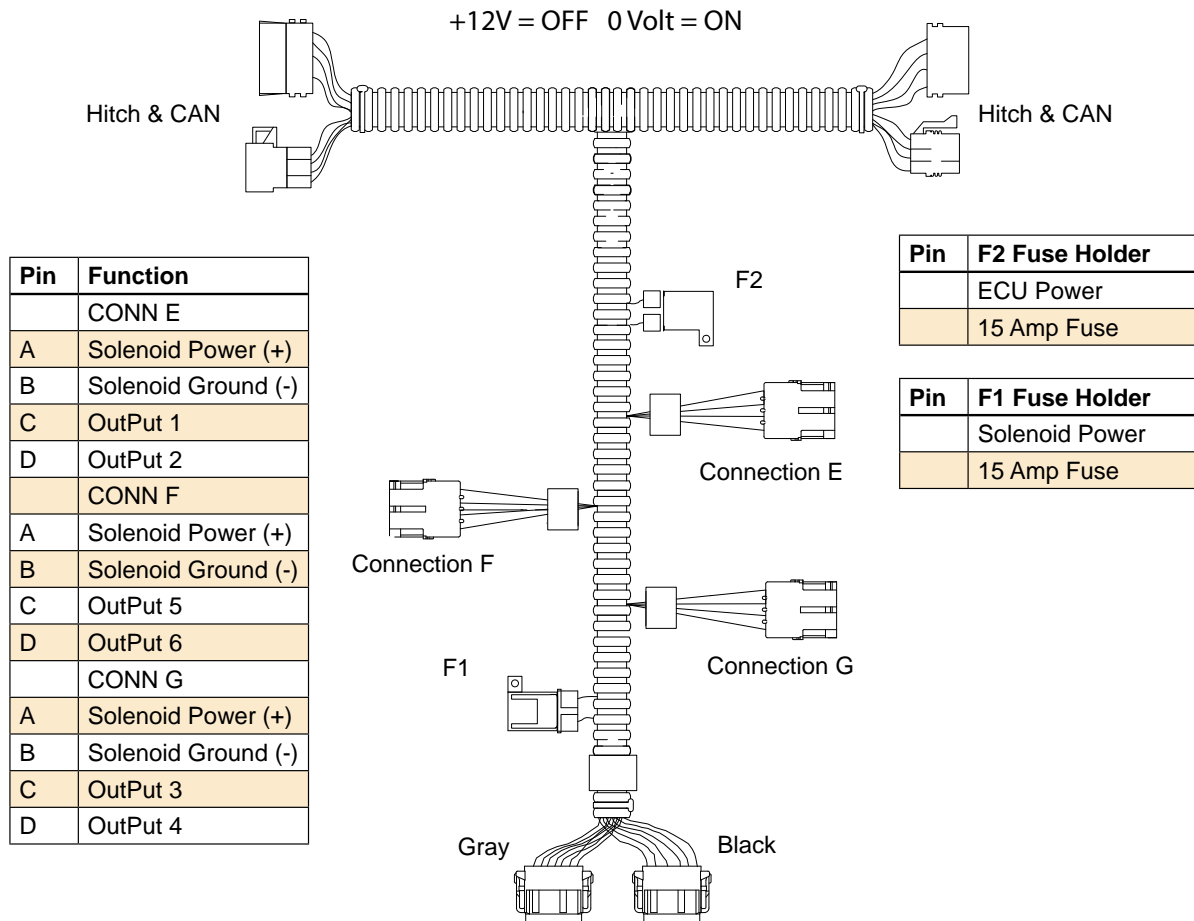 +12V = OFF 0 Volt = ON
Hitch & CAN
Hitch & CAN
Pin Function
CONN E
A Solenoid Power (+)
B Solenoid Ground (-)
C OutPut 1
D OutPut 2
CONN F
A Solenoid Power (+)
B Solenoid Ground (-)
C OutPut 5
D OutPut 6
CONN G
A Solenoid Power (+)
B Solenoid Ground (-)
C OutPut 3
D OutPut 4
F2
Connection E
Connection F
Connection G
F1
Gray
Black
Pin F2 Fuse Holder
ECU Power
15 Amp Fuse
Pin F1 Fuse Holder
Solenoid Power
15 Amp Fuse